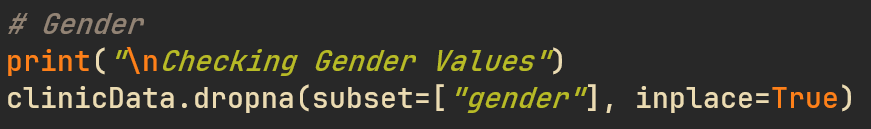 # Gender
print("\nChecking Gender Values")
clinicData.dropna(subset=["gender"], inplace=True)